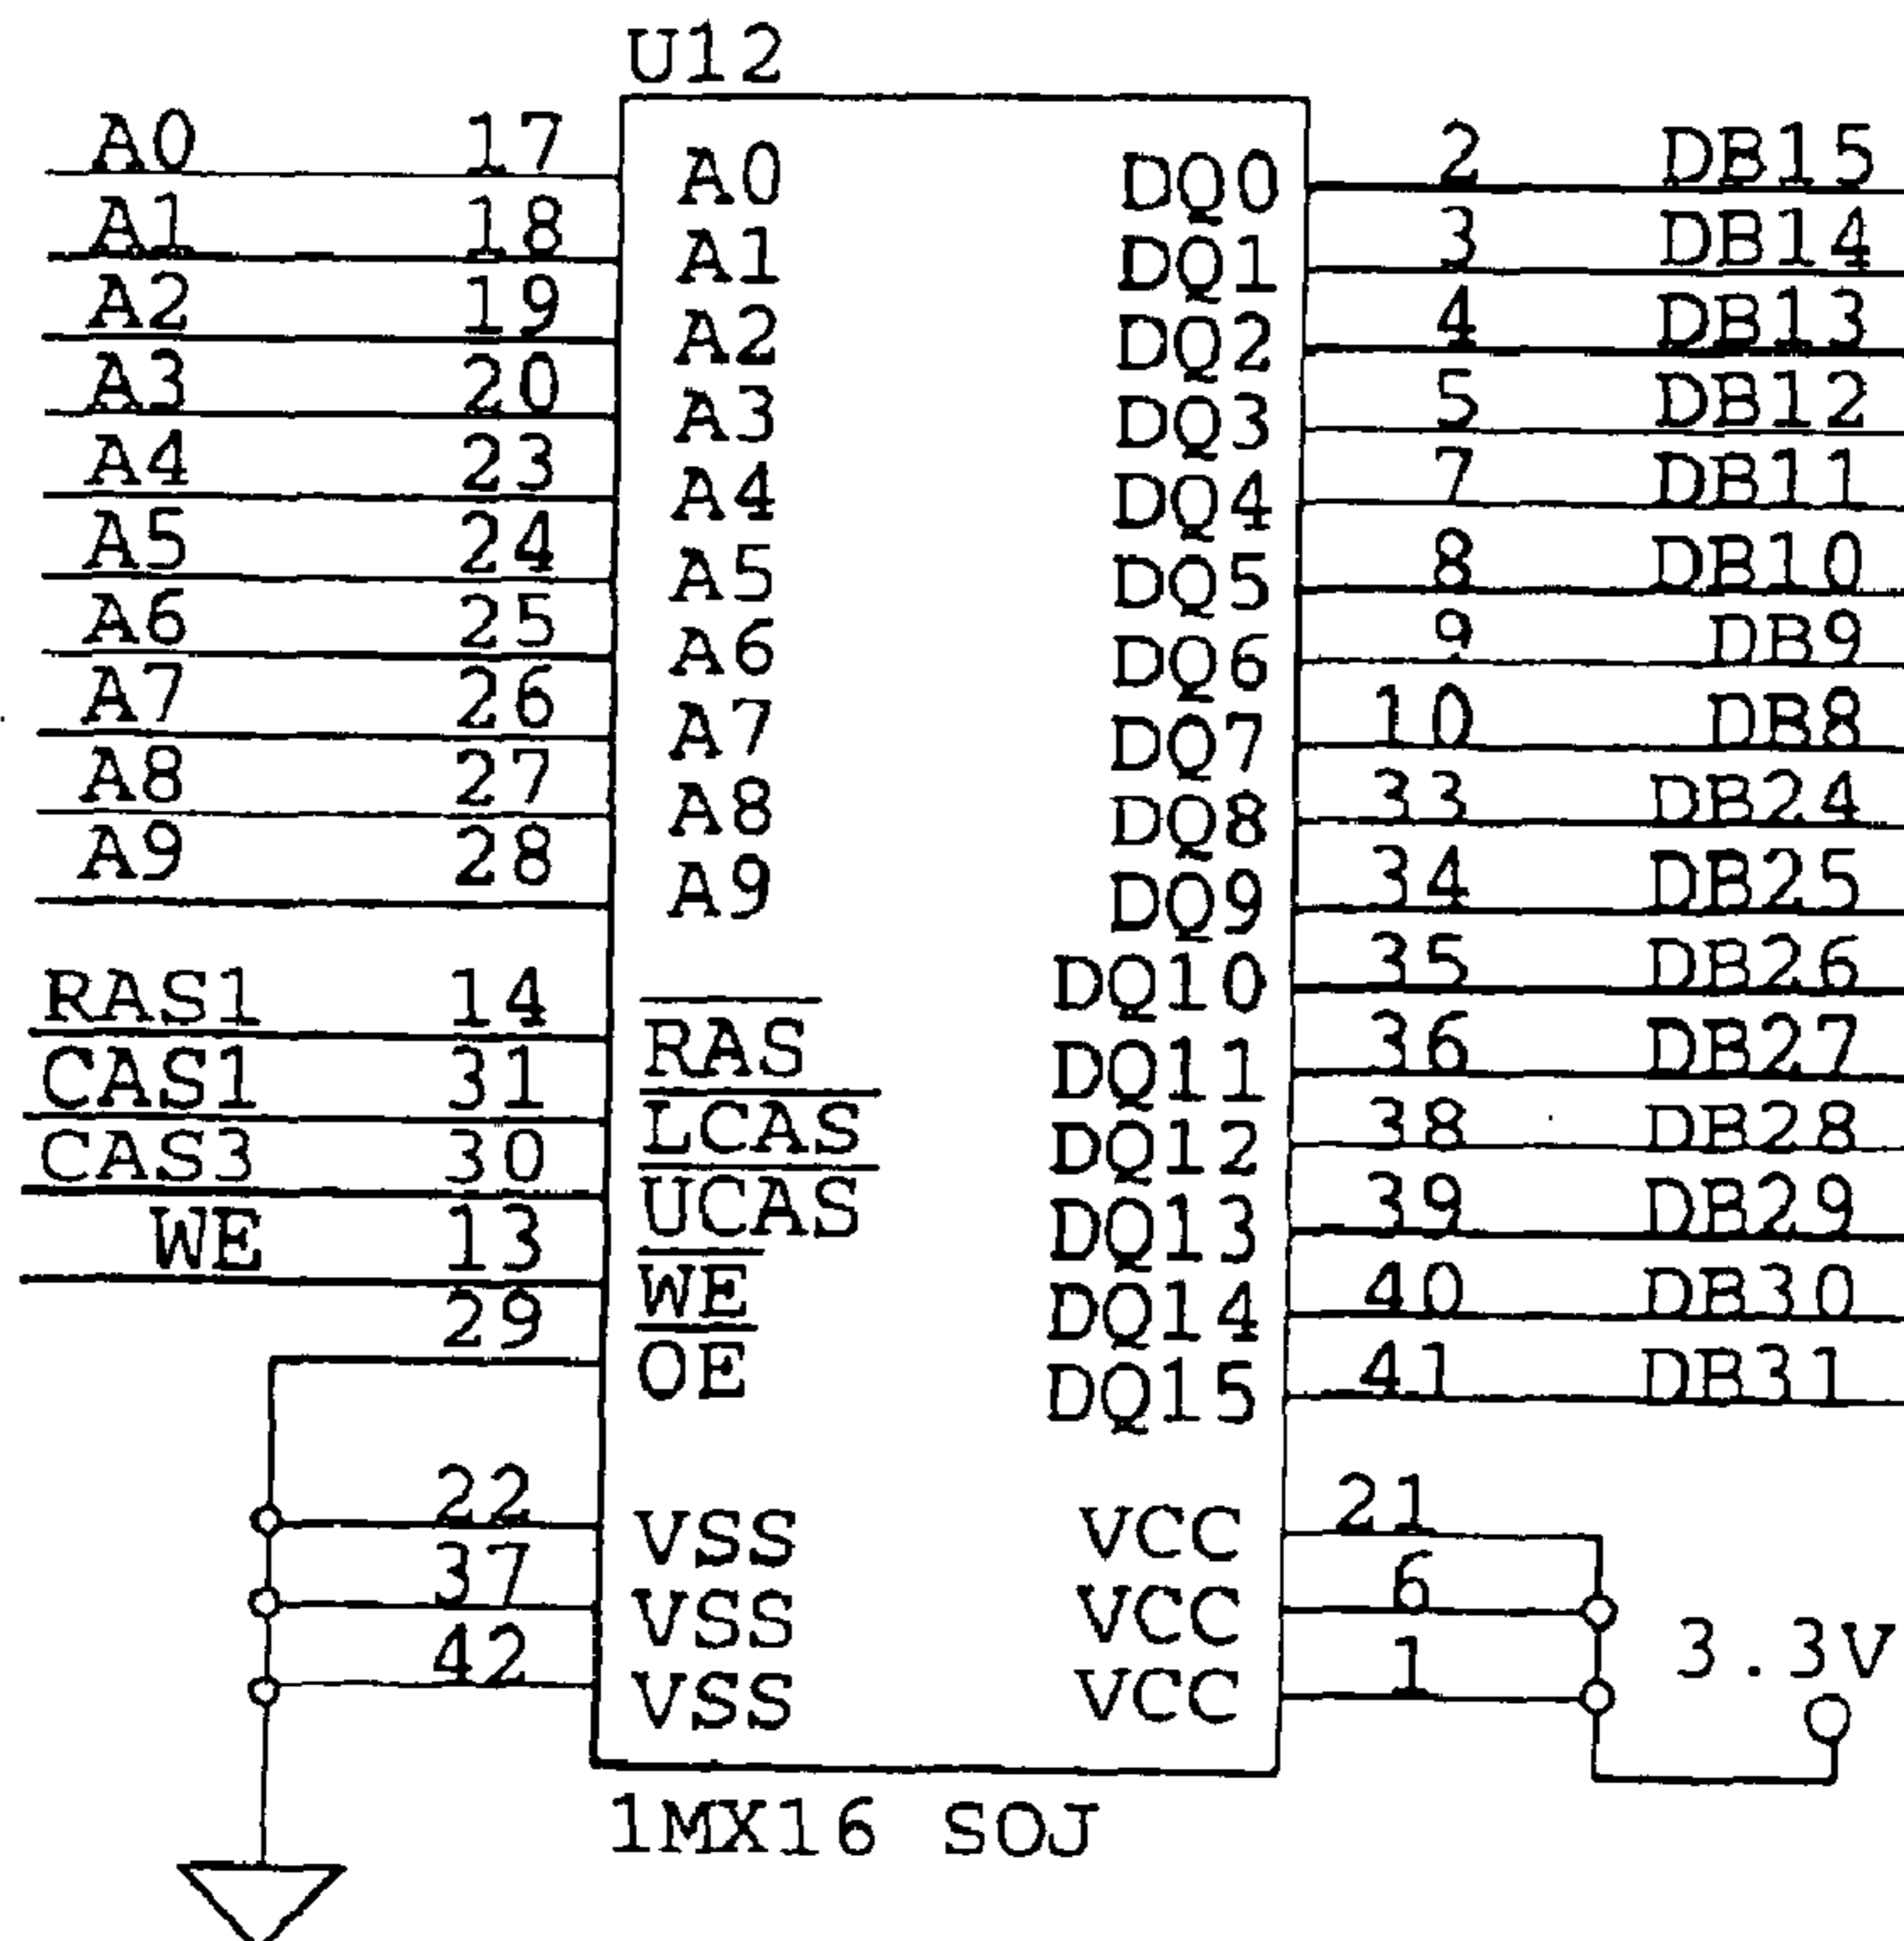 U12
A0 17 A0 DQ0 2 DB15
A1 18 A1 DQ1 3 DB14
A2 19 A2 DQ2 4 DB13
A3 20 A3 DQ3 5 DB12
A4 23 A4 DQ4 7 DB11
A5 24 A5 DQ5 8 DB10
A6 25 A6 DQ6 9 DB9
A7 26 A7 DQ7 10 DB8
A8 27 A8 DQ8 33 DB24
A9 28 A9 DQ9 34 DB25
DQ10 35 DB26
RAS1 14 RAS DQ11 36 DB27
CAS1 31 LCAS DQ12 38 DB28
CAS3 30 UCAS DQ13 39 DB29
WE 13 WE DQ14 40 DB30
29 OE DQ15 41 DB31
22 VSS VCC 21
37 VSS VCC 6
42 VSS VCC 1 3.3V
1MX16 SOJ